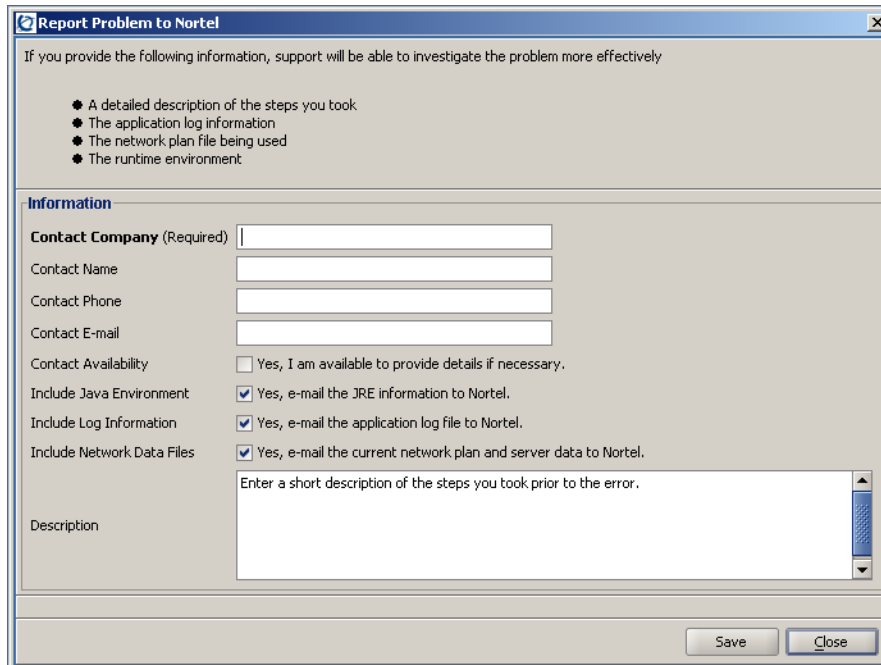 Report Problem to Nortel
If you provide the following information, support will be able to investigate the problem more effectively
A detailed description of the steps you took
The application log information
The network plan file being used
The runtime environment
Information
Contact Company (Required)
Contact Name
Contact Phone
Contact E-mail
Contact Availability Yes, I am available to provide details if necessary.
Include Java Environment Yes, e-mail the JRE information to Nortel.
Include Log Information Yes, e-mail the application log file to Nortel.
Include Network Data Files Yes, e-mail the current network plan and server data to Nortel.
Enter a short description of the steps you took prior to the error.
Description
Save Close